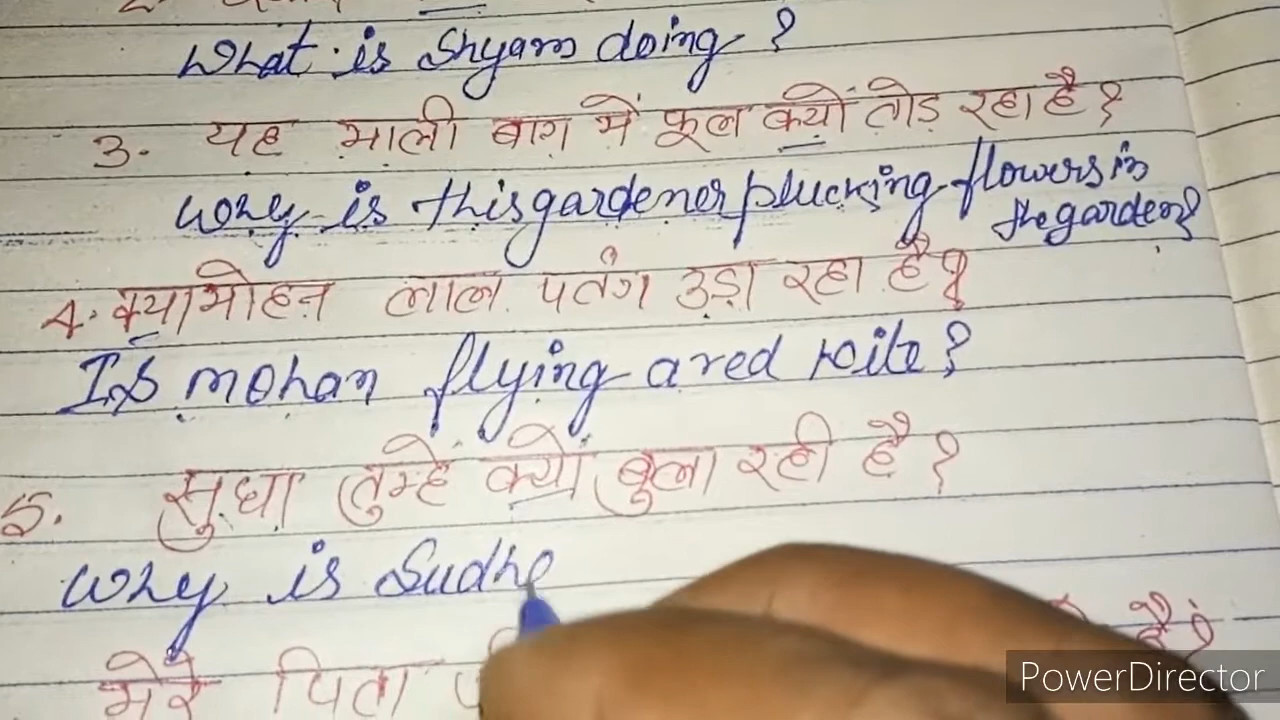 What is Shyam doing?
3. यह माली बाग में फूल क्यों तोड़ रहा है?
Why is this gardener plucking flowers in
the garden?
4. क्या मोहन लाल पतंग उड़ा रहा है?
Is mohan flying a red kite?
5. सुधा तुम्हें क्यों बुला रही है?
Why is Sudha
मेरे पिता
है?
PowerDirector